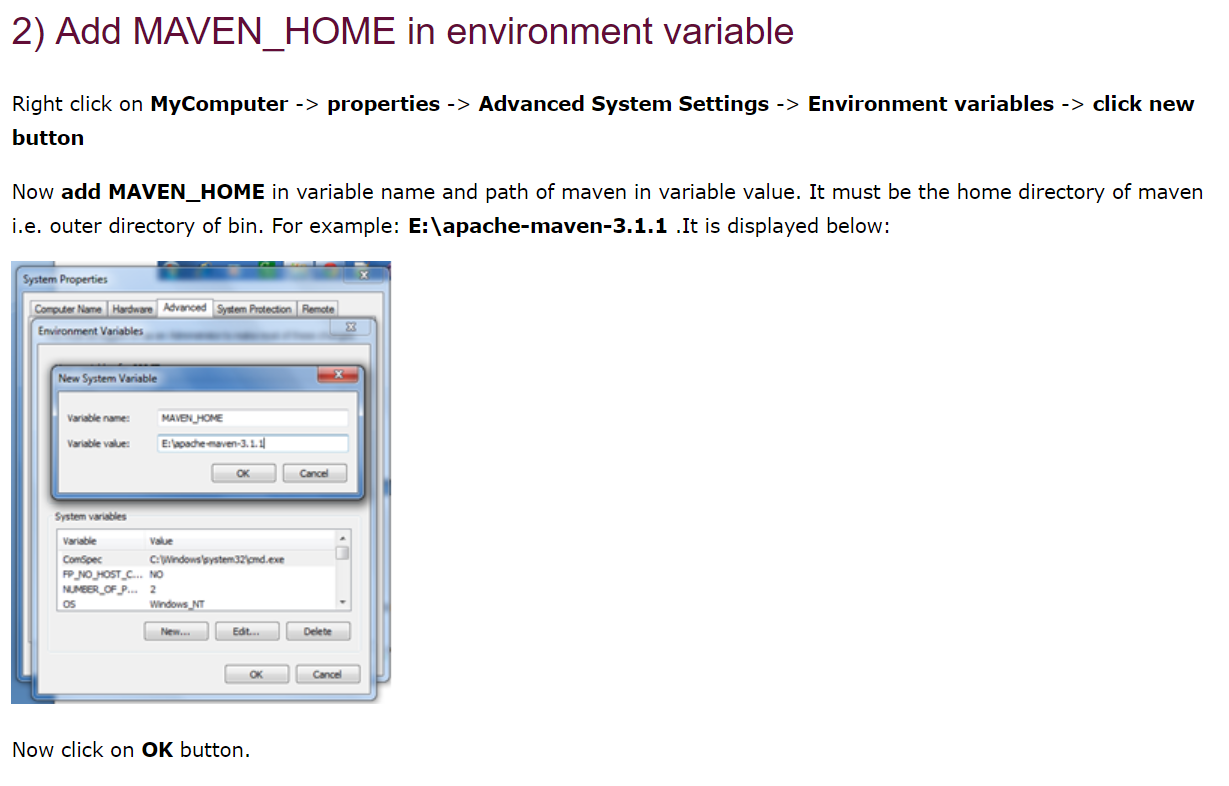 2) Add MAVEN_HOME in environment variable
Right click on MyComputer -> properties -> Advanced System Settings -> Environment variables -> click new
button
Now add MAVEN_HOME in variable name and path of maven in variable value. It must be the home directory of maven
i.e. outer directory of bin. For example: E:\apache-maven-3.1.1 .It is displayed below:
System Properties
Computer Name Hardware Advanced System Protection Remote
Environment Variables
New System Variable
Variable name: MAVEN_HOME
Variable value: E:\apache-maven-3.1.1
OK Cancel
System variables
Variable Value
ComSpec C:\Windows\system32\cmd.exe
FP_NO_HOST_C... NO
NUMBER_OF_P... 2
OS Windows_NT
New... Edit... Delete
OK Cancel
Now click on OK button.